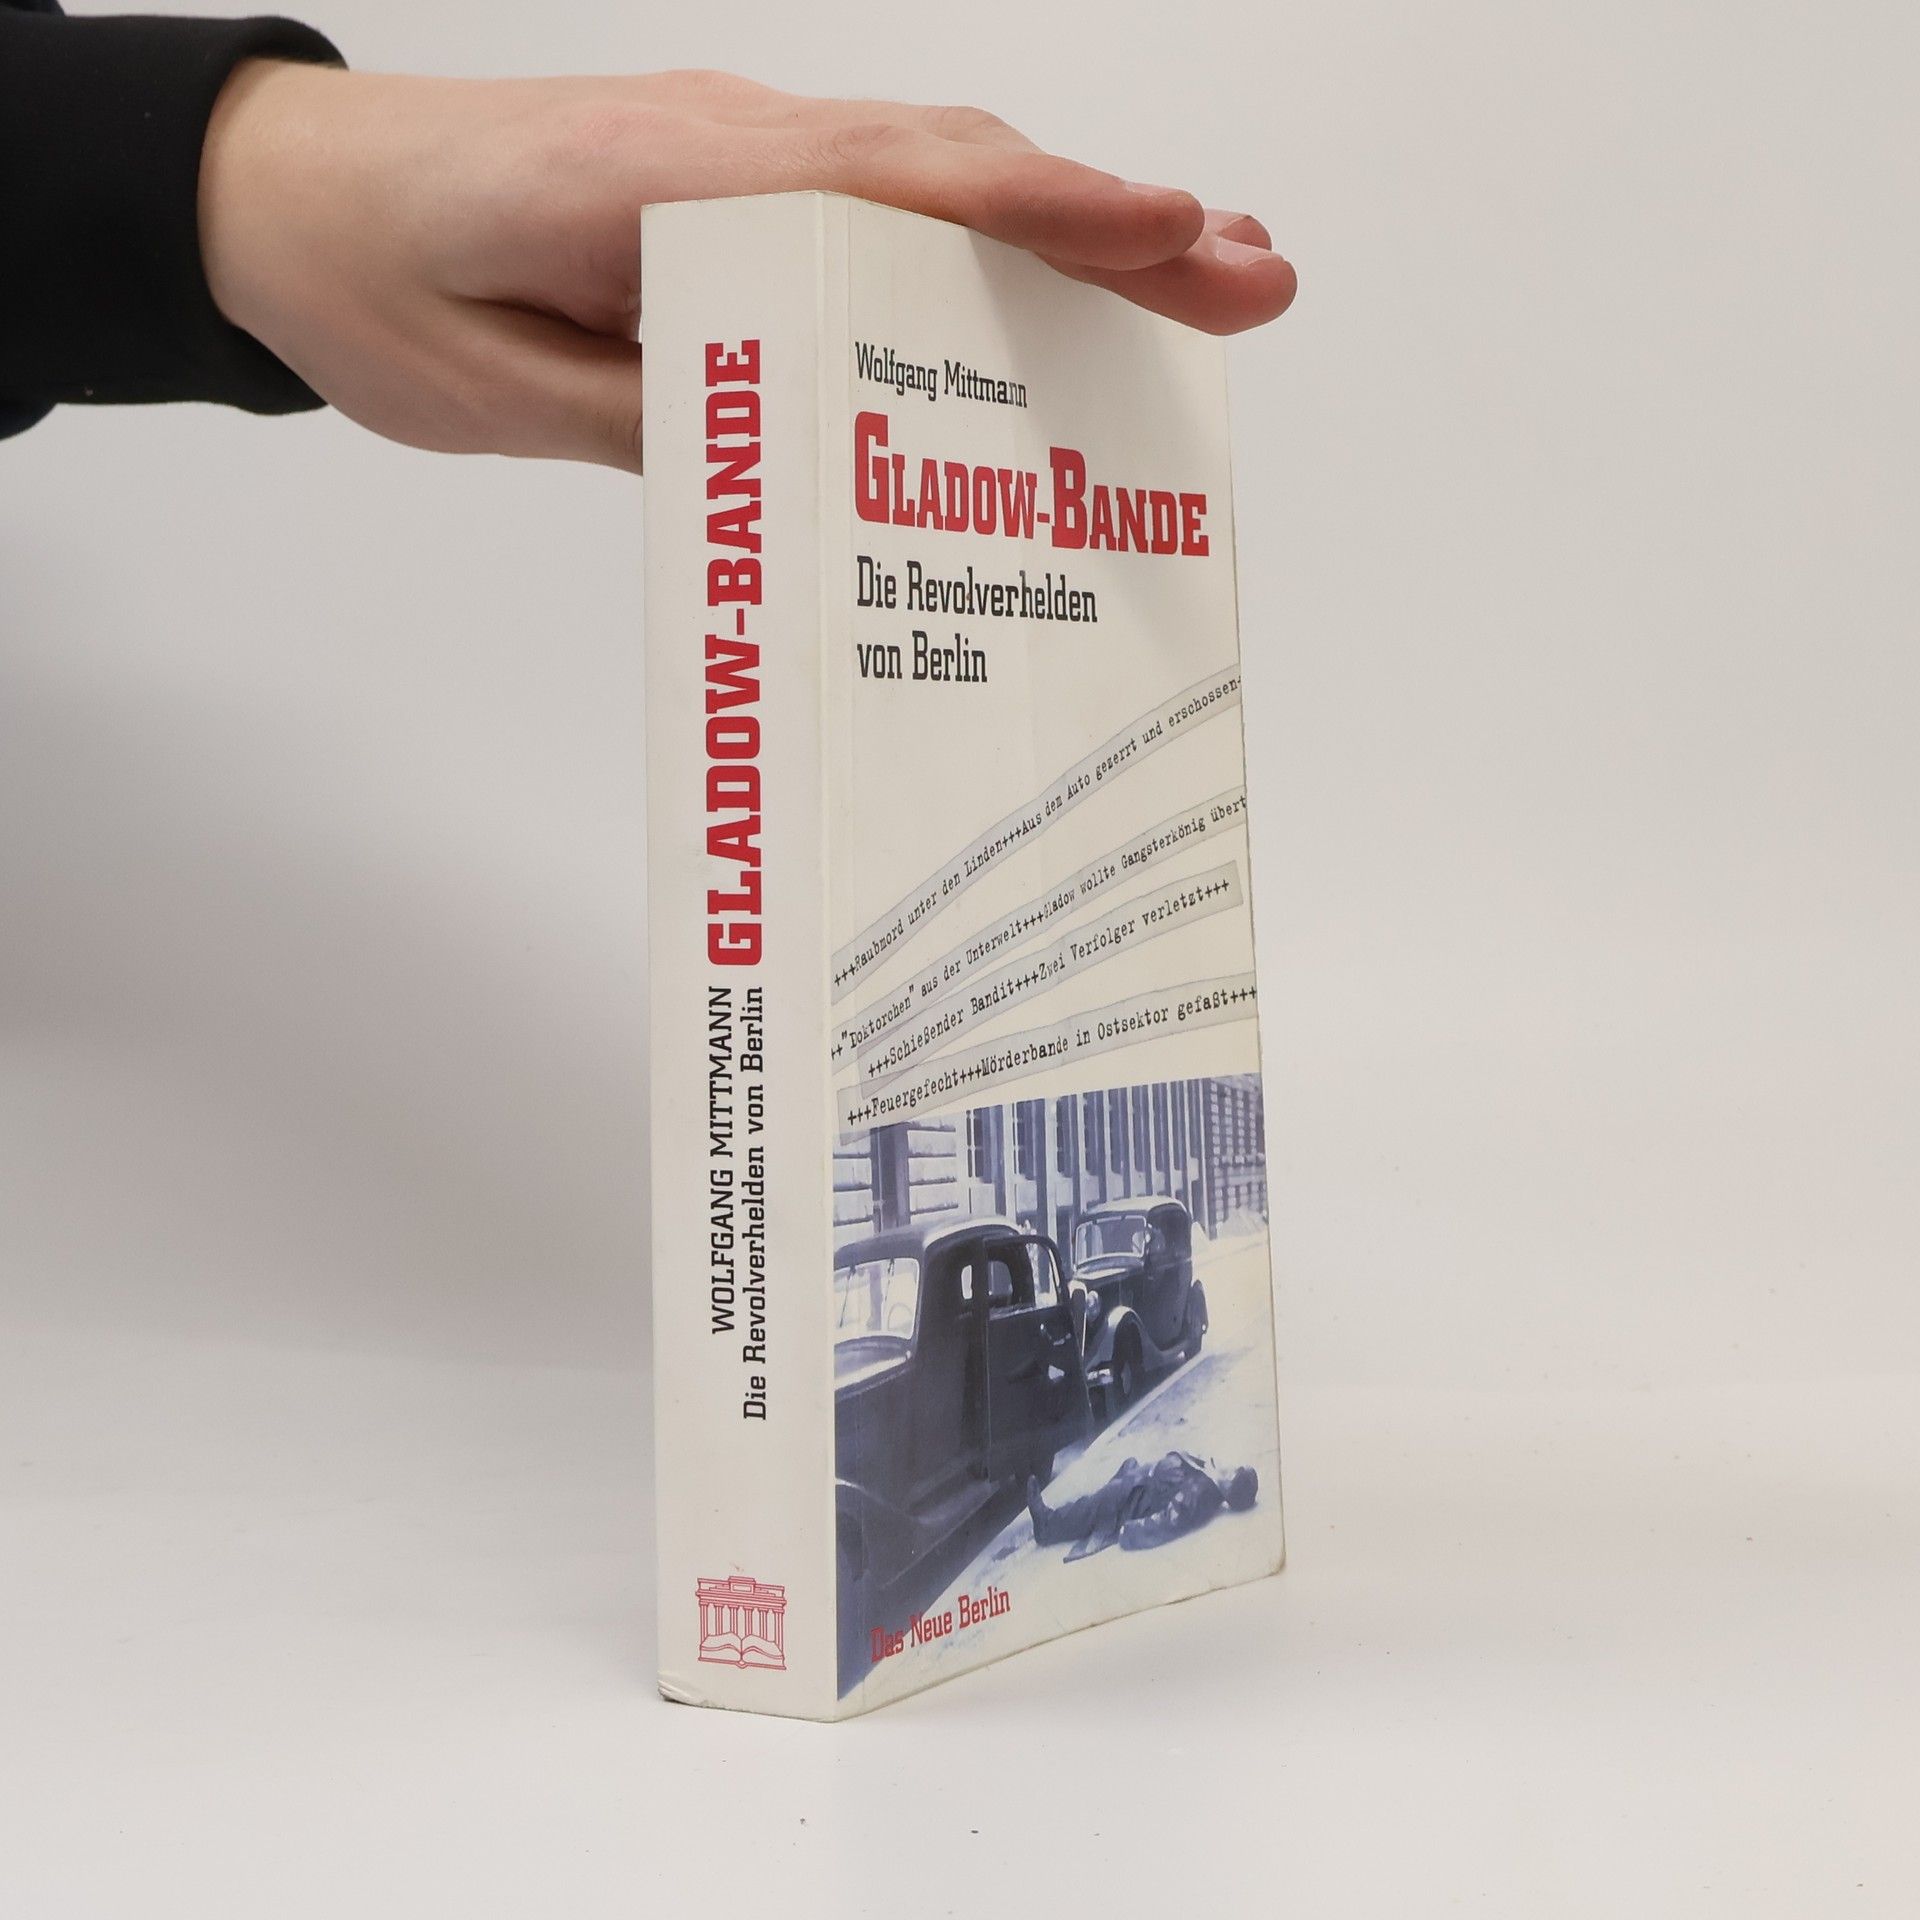 GLADOW-BANDE
WOLFGANG MITTMANN
Die Revolverhelden von Berlin
Wolfgang Mittmann
GLADOW-BANDE
Die Revolverhelden
von Berlin
+++Raubmord unter den Linden+++Aus dem Auto gezerrt und erschossen+
++"Doktorchen" aus der Unterwelt+++Gladow wollte Gangsterkönig übert
+++Schießender Bandit+++Zwei Verfolger verletzt+++
+++Feuergefecht+++Mörderbande in Ostsektor gefaßt+++
Das Neue Berlin